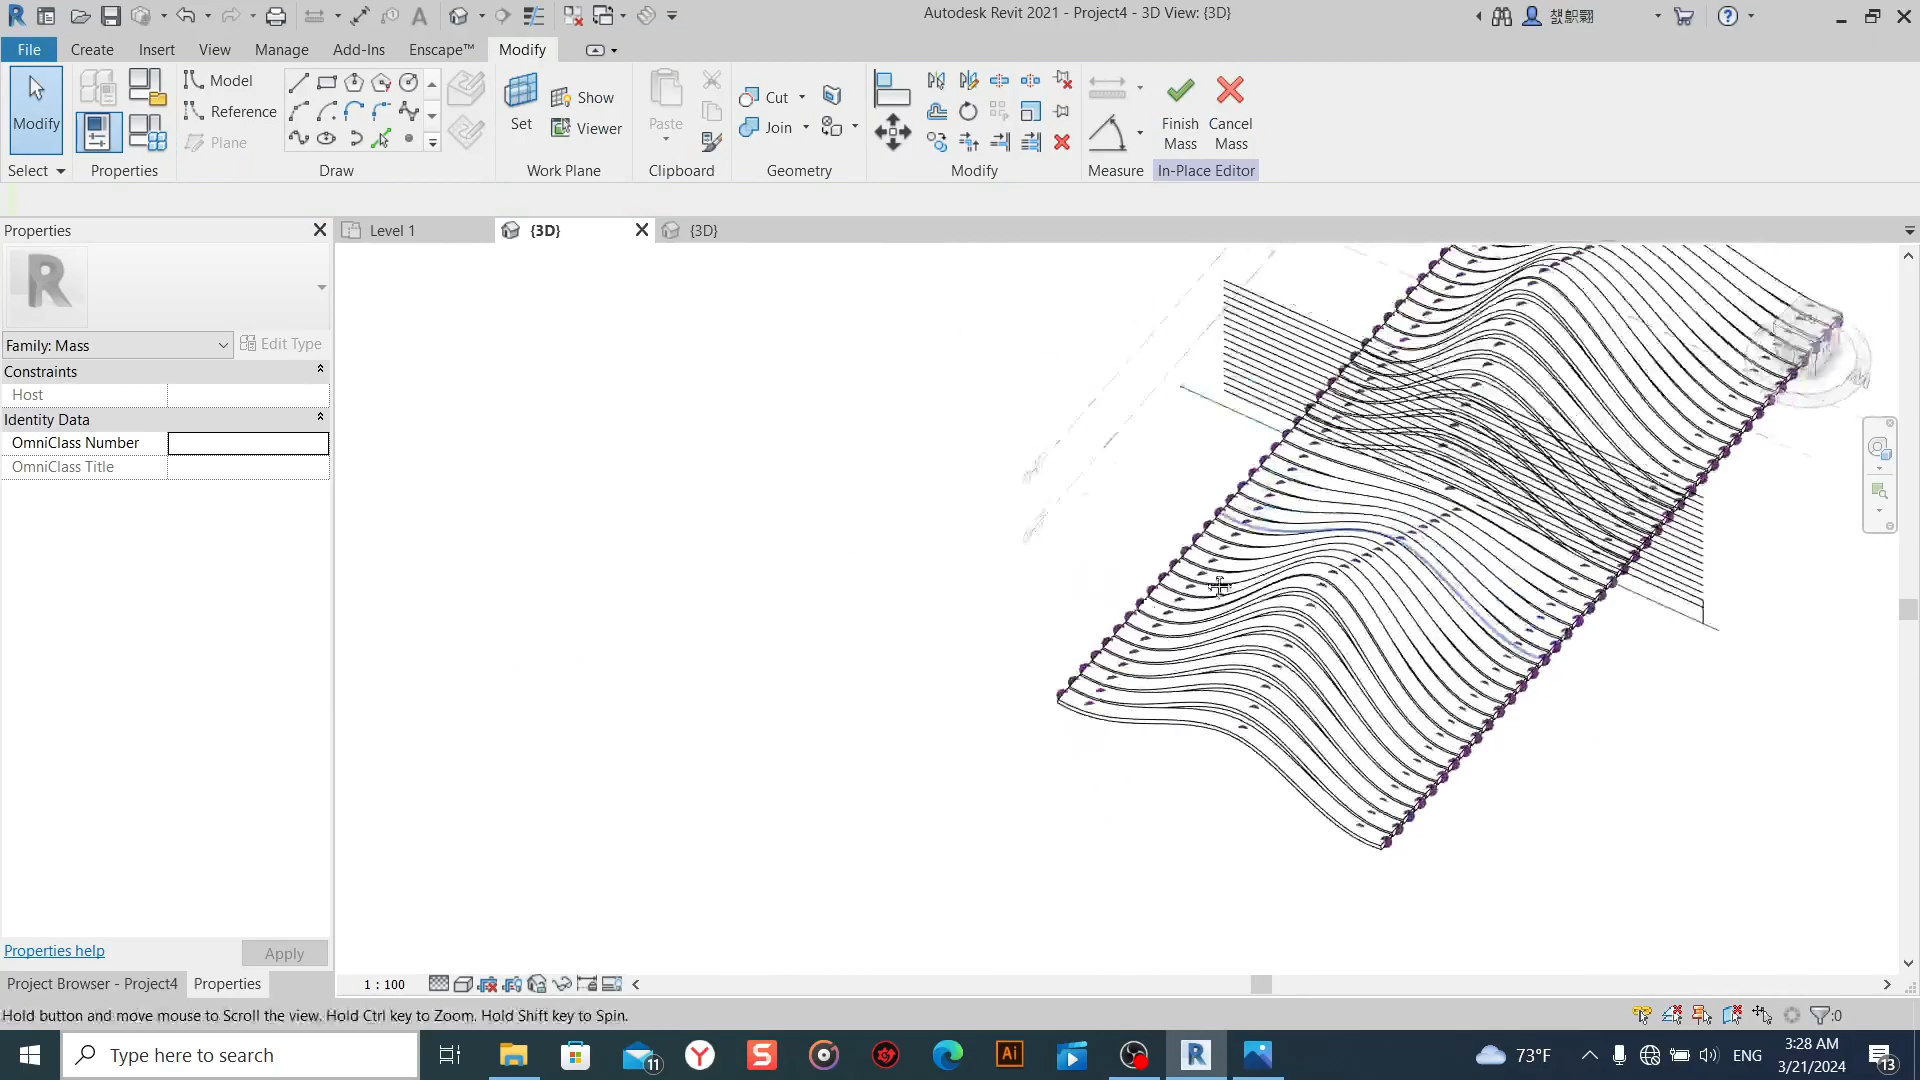 Autodesk Revit 2021 - Project4 - 3D View: {3D}
File
Create
Insert
View
Manage
Add-Ins
Enscape™
Modify
Modify
Select
Properties
Model
Reference
Plane
Draw
Set
Show
Viewer
Work Plane
Paste
Clipboard
Cut
Join
Geometry
Modify
Measure
Finish
Mass
Cancel
Mass
In-Place Editor
Properties
Level 1
{3D}
{3D}
R
Family: Mass
Edit Type
Constraints
Host
Identity Data
OmniClass Number
OmniClass Title
Properties help
Apply
Project Browser - Project4
Properties
1 : 100
Hold button and move mouse to Scroll the view. Hold Ctrl key to Zoom. Hold Shift key to Spin.
:0
Type here to search
11
Y
S
Ai
R
73°F
ENG
3:28 AM
3/21/2024
13